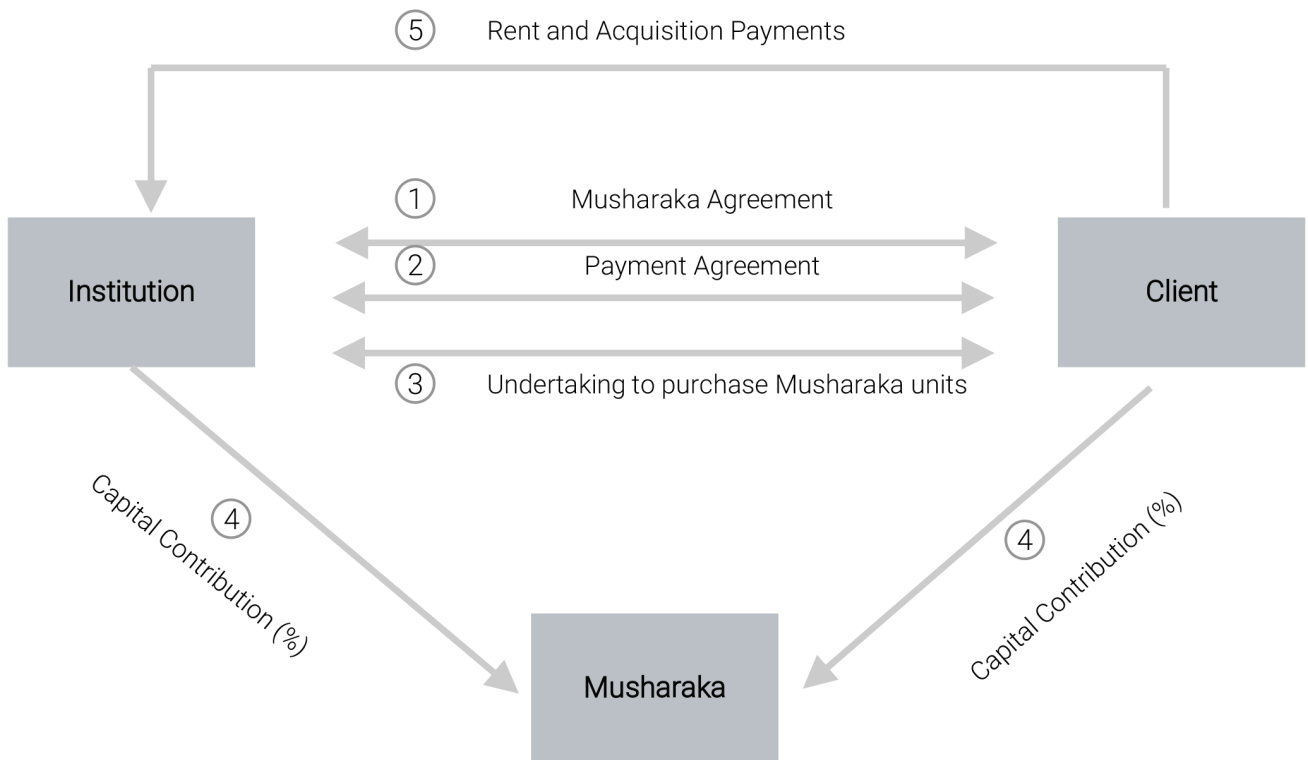 5 Rent and Acquisition Payments
1 Musharaka Agreement
2 Payment Agreement
Institution
Client
3 Undertaking to purchase Musharaka units
Capital Contribution (%)
4
4
Capital Contribution (%)
Musharaka